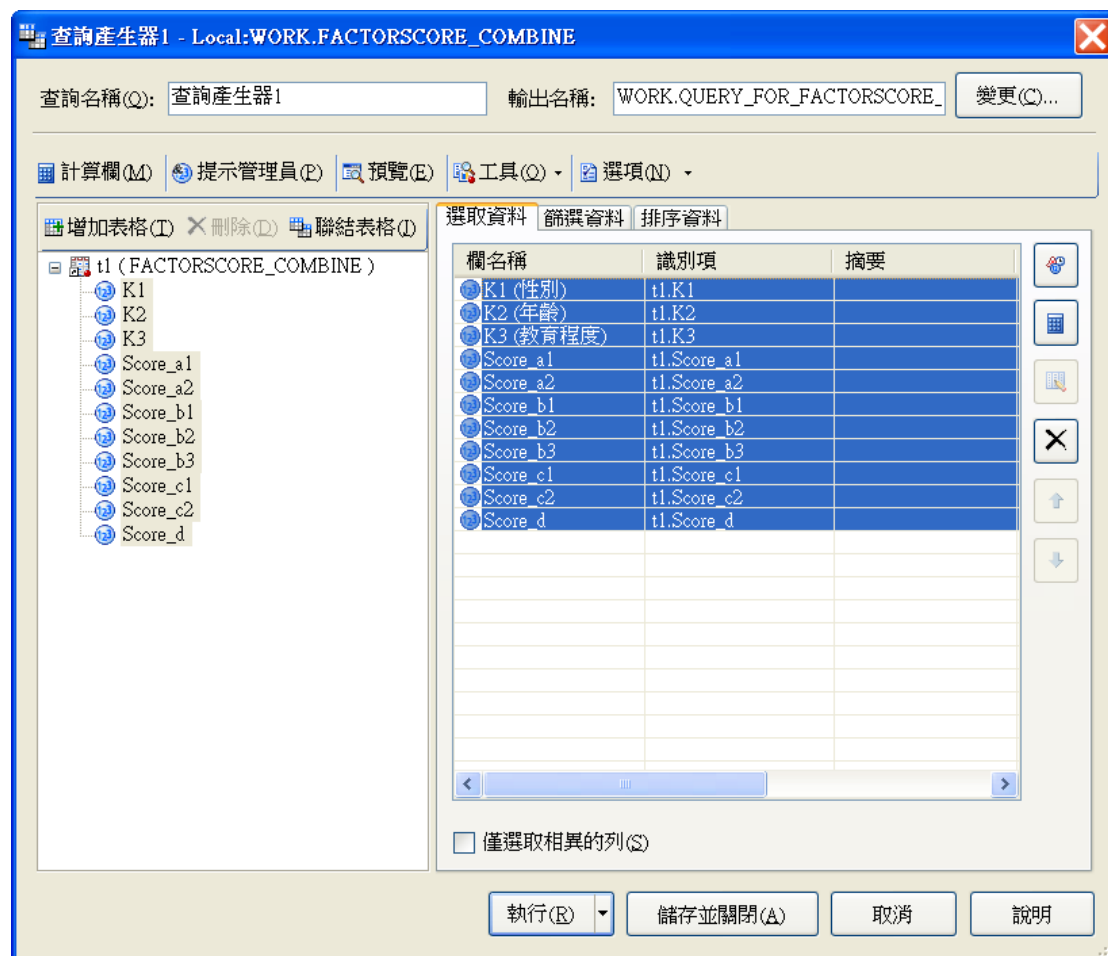 查詢產生器1 - Local:WORK.FACTORSCORE_COMBINE
查詢名稱(Q): 查詢產生器1 輸出名稱: WORK.QUERY_FOR_FACTORSCORE_ 變更(C)...
計算欄(M) 提示管理員(P) 預覽(E) 工具(O) 選項(N)
增加表格(T) 刪除(D) 聯結表格(J)
t1 ( FACTORSCORE_COMBINE )
K1
K2
K3
Score_a1
Score_a2
Score_b1
Score_b2
Score_b3
Score_c1
Score_c2
Score_d
選取資料 篩選資料 排序資料
欄名稱 識別項 摘要
K1 (性別) t1.K1
K2 (年齡) t1.K2
K3 (教育程度) t1.K3
Score_a1 t1.Score_a1
Score_a2 t1.Score_a2
Score_b1 t1.Score_b1
Score_b2 t1.Score_b2
Score_b3 t1.Score_b3
Score_c1 t1.Score_c1
Score_c2 t1.Score_c2
Score_d t1.Score_d
僅選取相異的列(S)
執行(R) 儲存並關閉(A) 取消 說明